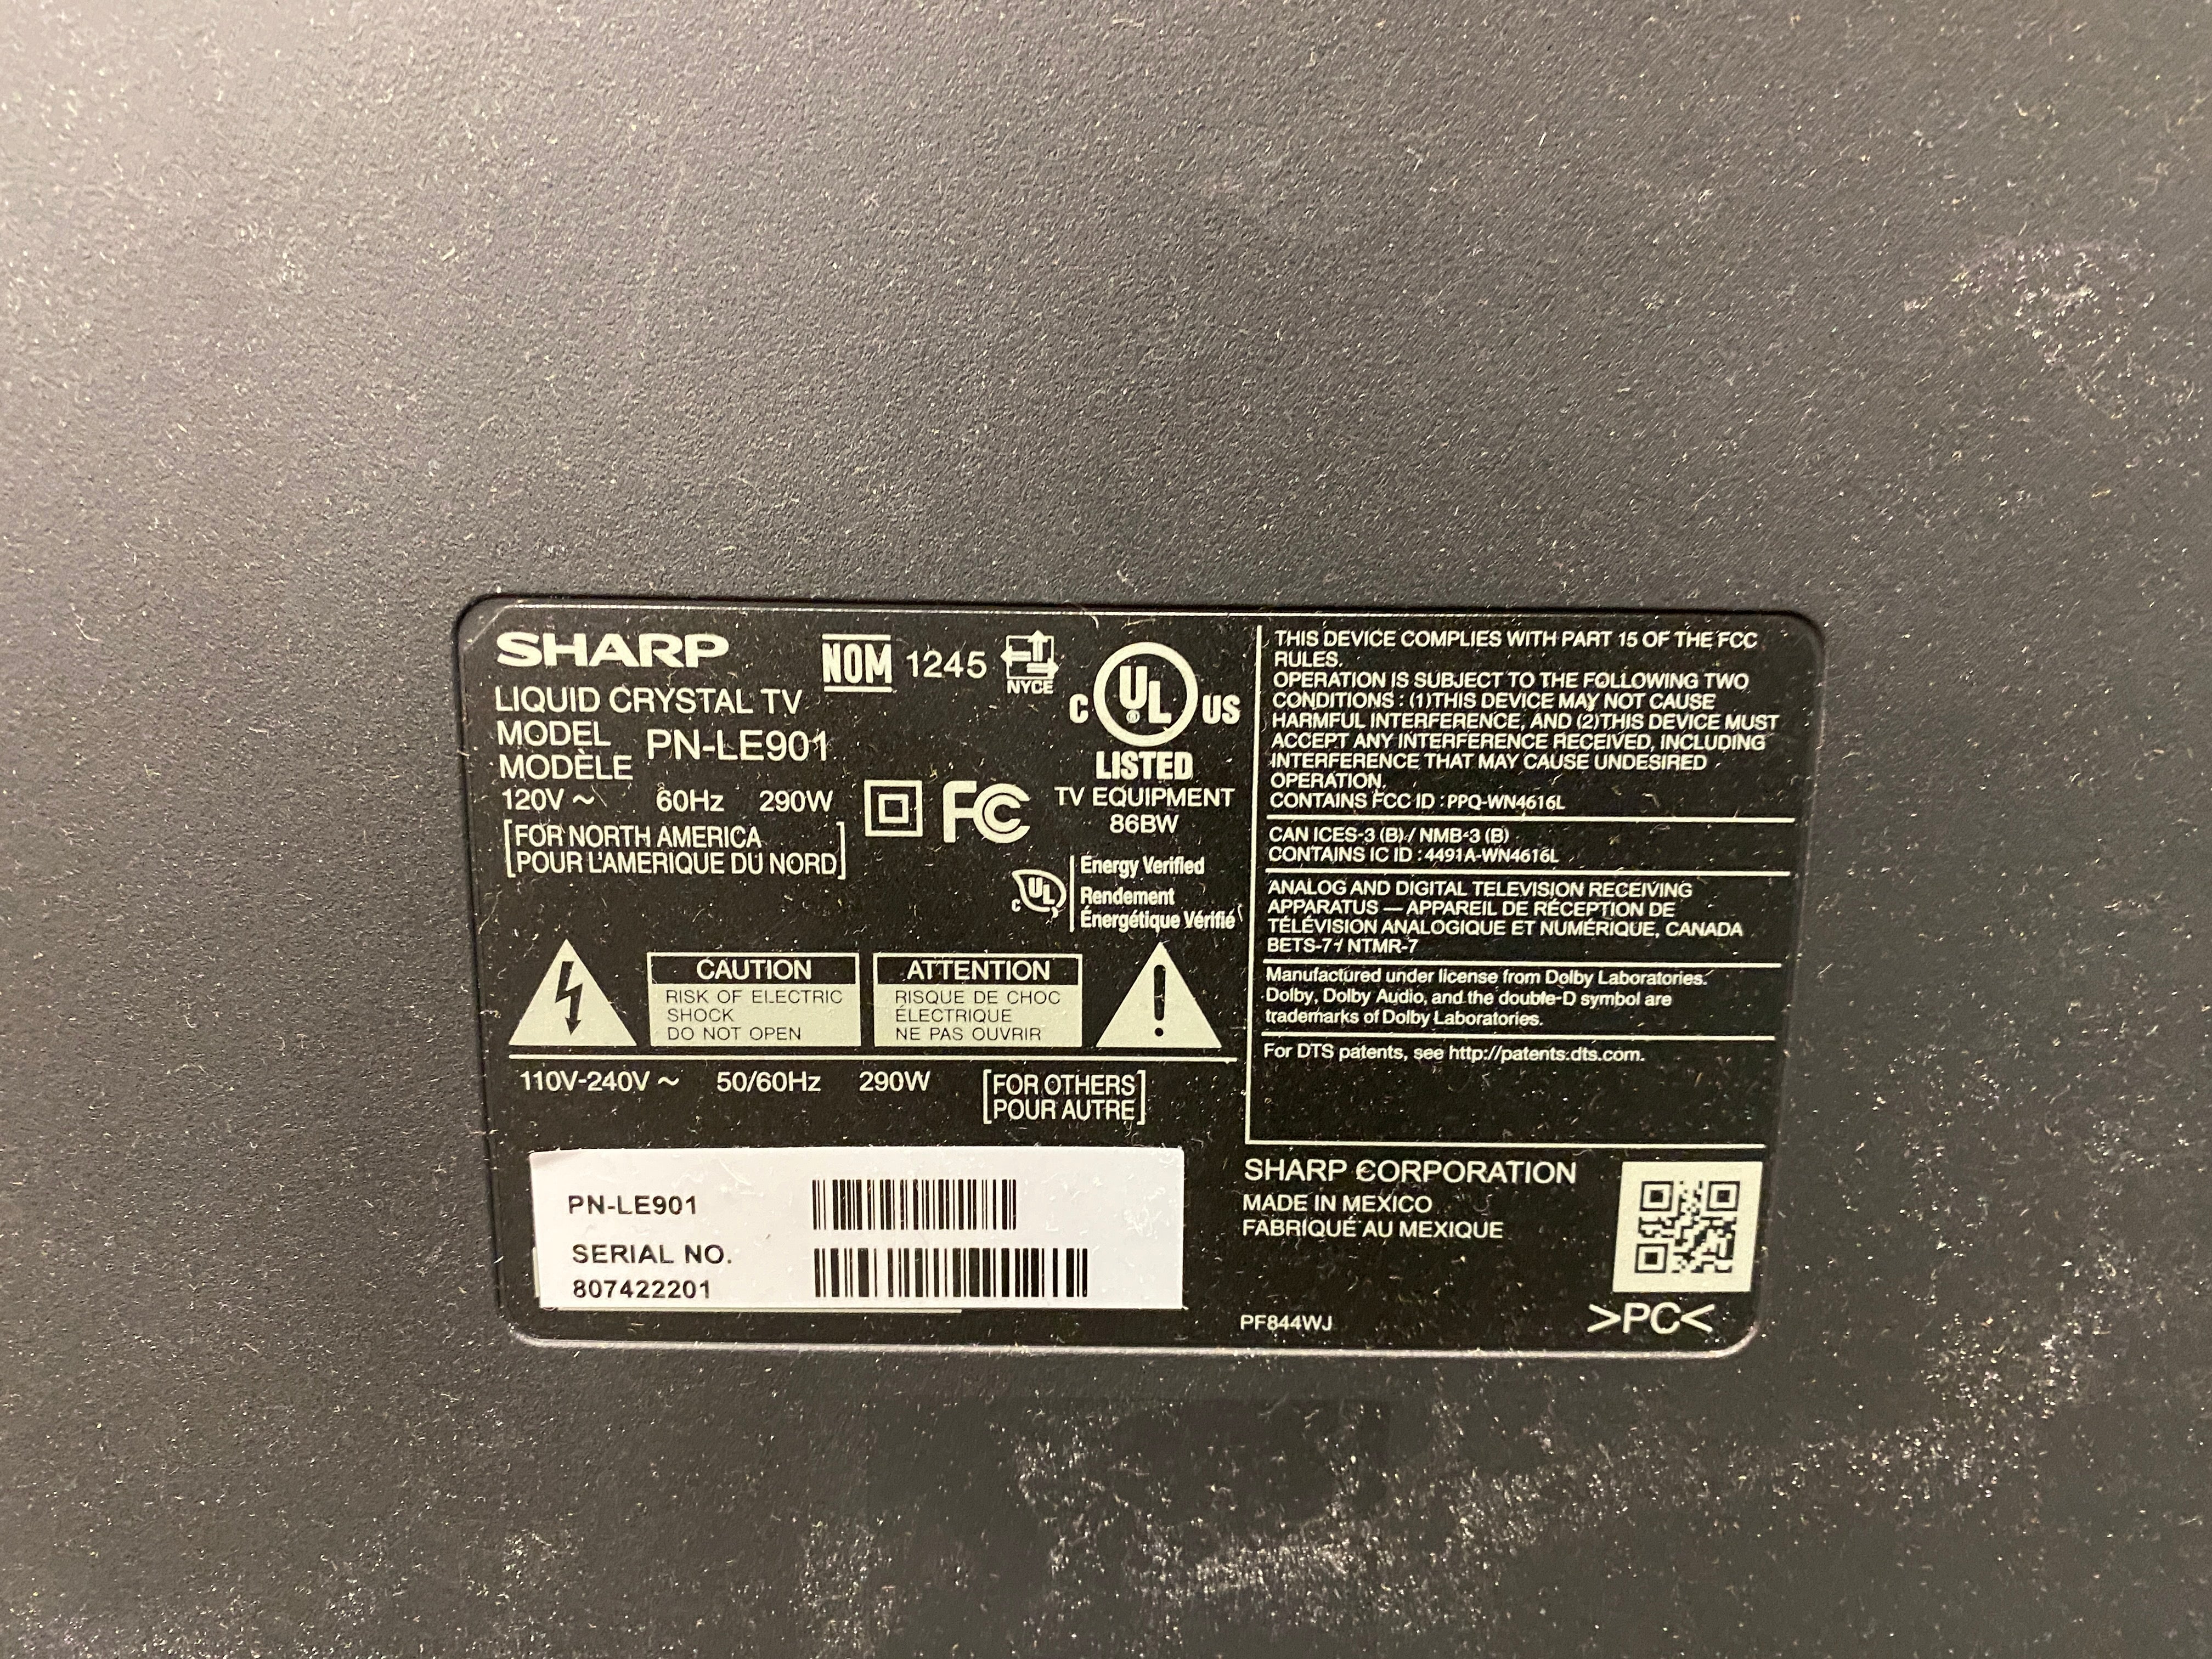 SHARP
NOM 1245 NYCE
LIQUID CRYSTAL TV
MODEL
MODÈLE
PN-LE901
120V ~ 60Hz 290W
[FOR NORTH AMERICA
POUR L'AMERIQUE DU NORD]
FC
C UL US
®
LISTED
TV EQUIPMENT
86BW
c UL
Energy Verified
Rendement
Énergétique Vérifié
CAUTION
RISK OF ELECTRIC
SHOCK
DO NOT OPEN
ATTENTION
RISQUE DE CHOC
ÉLECTRIQUE
NE PAS OUVRIR
!
110V-240V ~ 50/60Hz 290W
[FOR OTHERS
POUR AUTRE]
PN-LE901
SERIAL NO.
807422201
THIS DEVICE COMPLIES WITH PART 15 OF THE FCC
RULES.
OPERATION IS SUBJECT TO THE FOLLOWING TWO
CONDITIONS : (1)THIS DEVICE MAY NOT CAUSE
HARMFUL INTERFERENCE, AND (2)THIS DEVICE MUST
ACCEPT ANY INTERFERENCE RECEIVED, INCLUDING
INTERFERENCE THAT MAY CAUSE UNDESIRED
OPERATION.
CONTAINS FCC ID : PPQ-WN4616L
CAN ICES-3 (B) / NMB-3 (B)
CONTAINS IC ID : 4491A-WN4616L
ANALOG AND DIGITAL TELEVISION RECEIVING
APPARATUS — APPAREIL DE RÉCEPTION DE
TÉLÉVISION ANALOGIQUE ET NUMÉRIQUE, CANADA
BETS-7 / NTMR-7
Manufactured under license from Dolby Laboratories.
Dolby, Dolby Audio, and the double-D symbol are
trademarks of Dolby Laboratories.
For DTS patents, see http://patents.dts.com.
SHARP CORPORATION
MADE IN MEXICO
FABRIQUÉ AU MEXIQUE
PF844WJ
>PC<